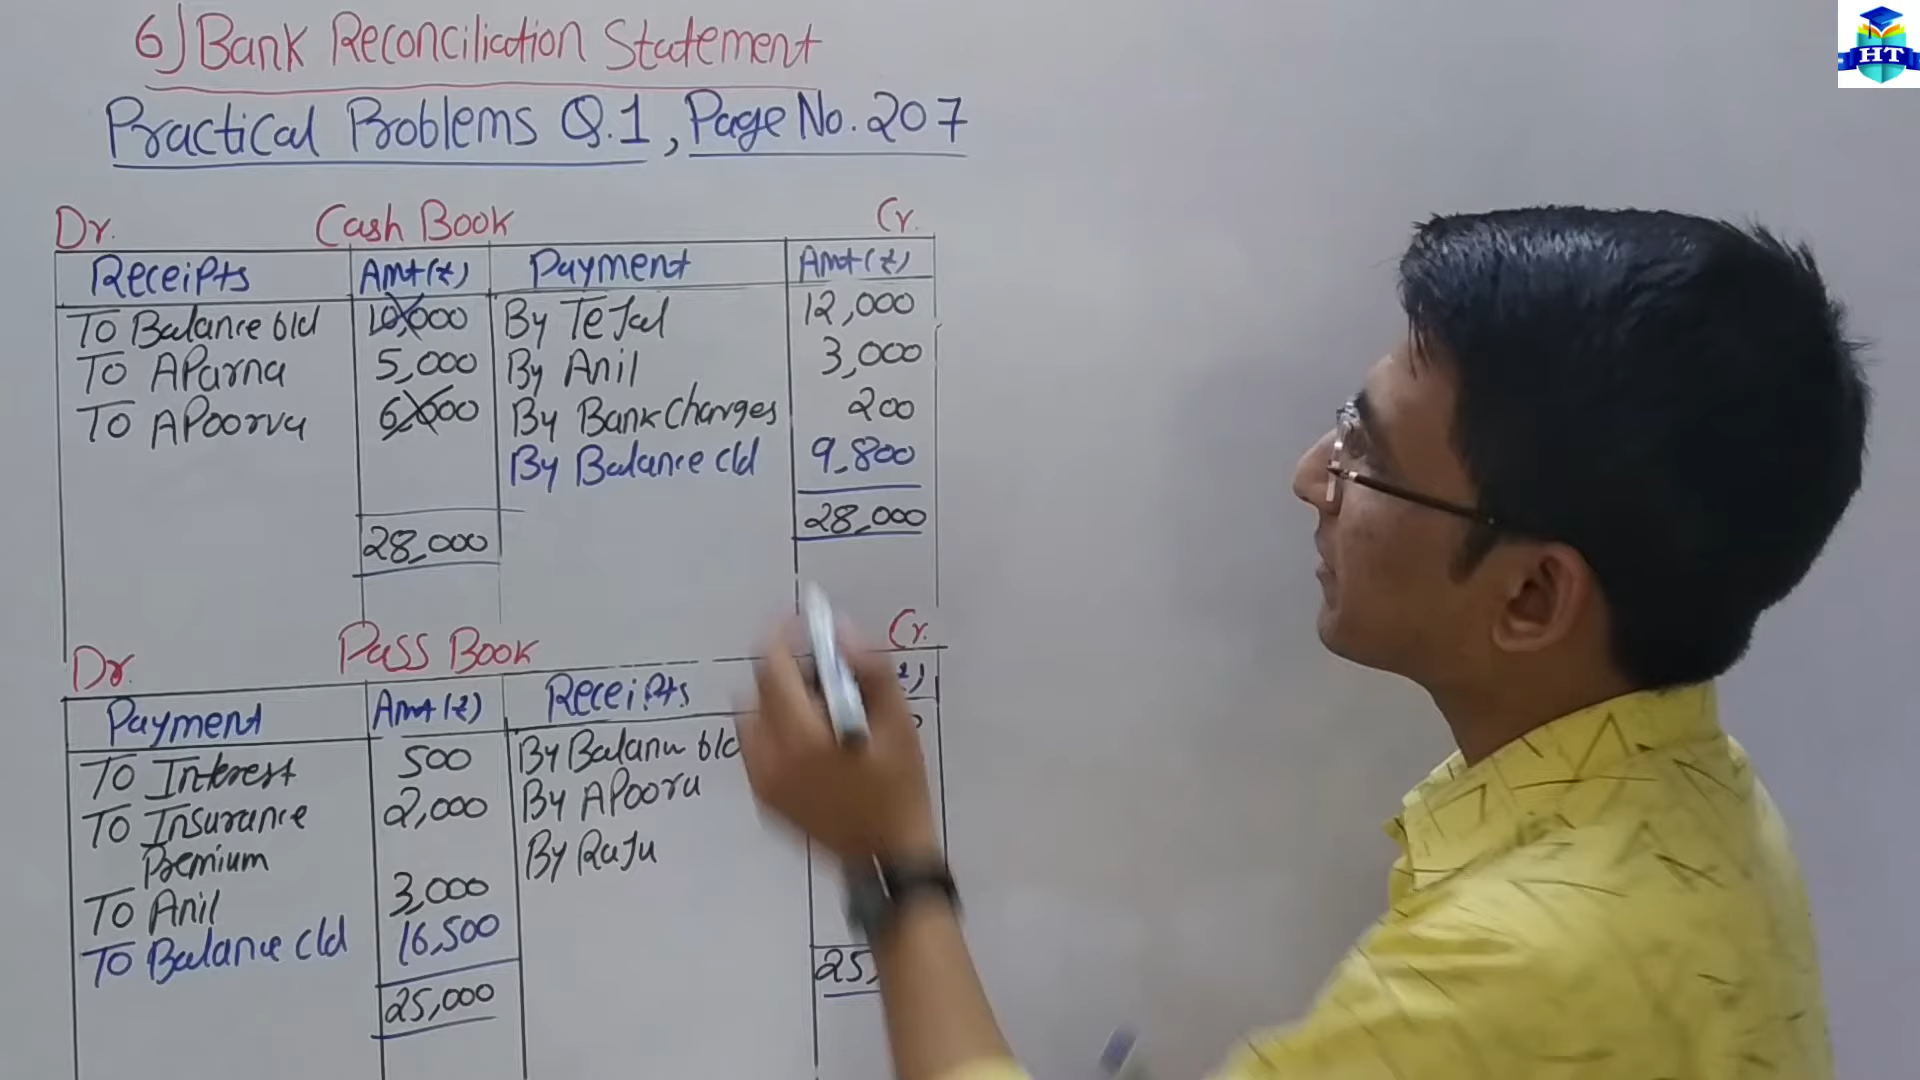 6) Bank Reconciliation Statement
Practical Problems Q.1, Page No. 207
Dr. Cash Book Cr.
Receipts Amt(₹) Payment Amt(₹)
To Balance b/d 10,000 By Tejal 12,000
To Aparna 5,000 By Anil 3,000
To Apoorva 6,000 By Bank Charges 200
By Balance c/d 9,800
28,000 28,000
Dr. Pass Book Cr.
Payment Amt(₹) Receipts ₹)
To Interest 500 By Balanu b/d
To Insurance 2,000 By Apoorv
Premium By Raju
To Anil 3,000
To Balance c/d 16,500
25,000 25,
HT